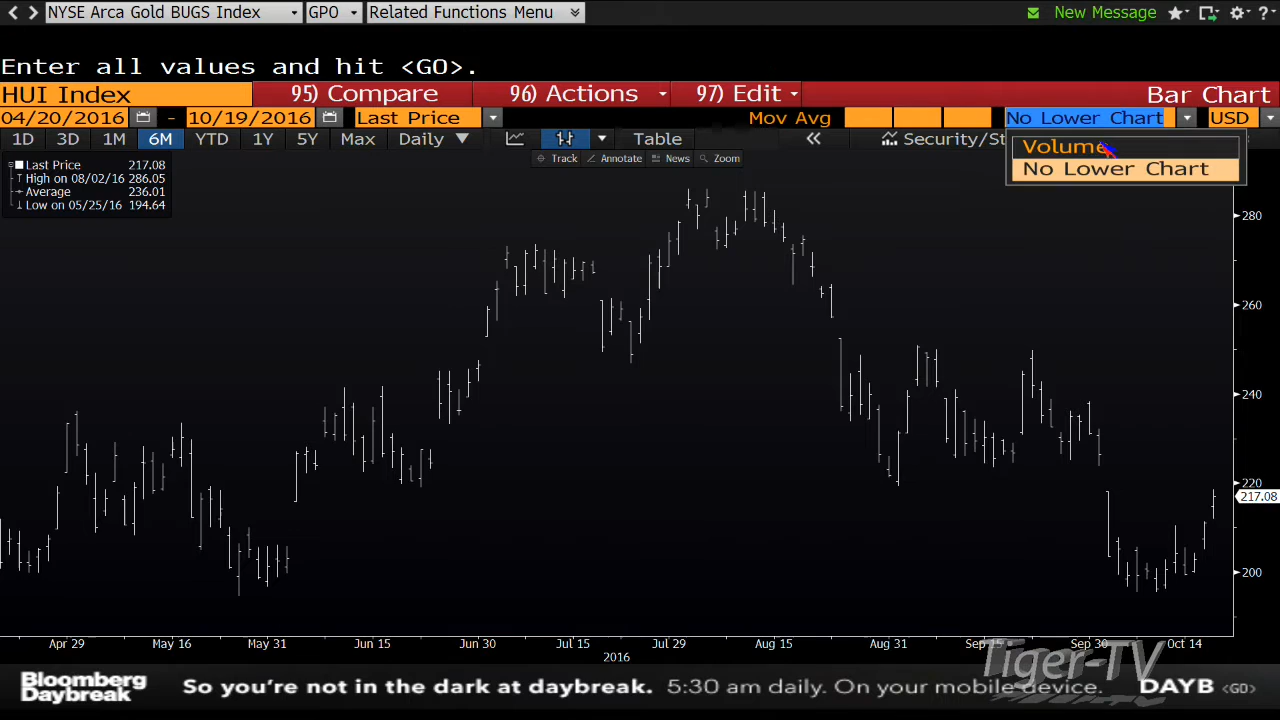 NYSE Arca Gold BUGS Index GPO Related Functions Menu New Message
Enter all values and hit <GO>.
HUI Index 95) Compare 96) Actions 97) Edit Bar Chart
04/20/2016 - 10/19/2016 Last Price Mov Avg No Lower Chart USD
1D 3D 1M 6M YTD 1Y 5Y Max Daily Table Security/St
Volume
No Lower Chart
Track Annotate News Zoom
Last Price 217.08
High on 08/02/16 286.05
Average 236.01
Low on 05/25/16 194.64
280
260
240
220
217.08
200
Apr 29 May 16 May 31 Jun 15 Jun 30 Jul 15 Jul 29 Aug 15 Aug 31 Sep 15 Sep 30 Oct 14
2016
Tiger-TV
Bloomberg
Daybreak
So you're not in the dark at daybreak. 5:30 am daily. On your mobile device. DAYB <GO>